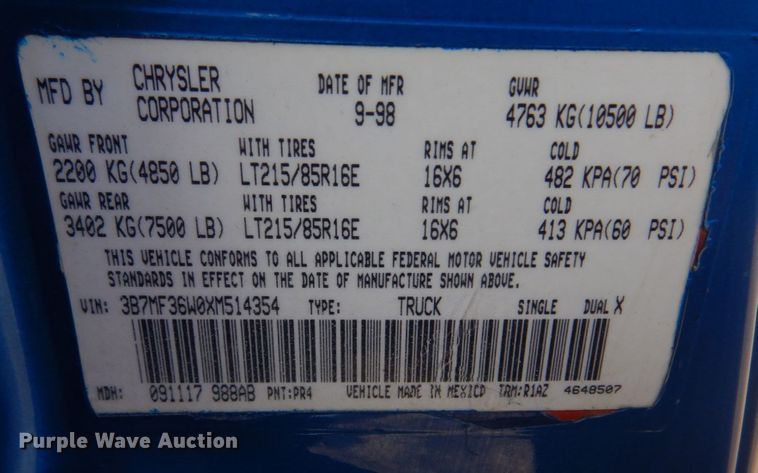 MFD BY CHRYSLER CORPORATION DATE OF MFR 9-98 GVWR 4763 KG(10500 LB)
GAWR FRONT WITH TIRES RIMS AT COLD
2200 KG(4850 LB) LT215/85R16E 16X6 482 KPA(70 PSI)
GAWR REAR WITH TIRES RIMS AT COLD
3402 KG(7500 LB) LT215/85R16E 16X6 413 KPA(60 PSI)
THIS VEHICLE CONFORMS TO ALL APPLICABLE FEDERAL MOTOR VEHICLE SAFETY
STANDARDS IN EFFECT ON THE DATE OF MANUFACTURE SHOWN ABOVE.
VIN: 3B7MF36W0XM514354 TYPE: TRUCK SINGLE DUAL X
MDH: 091117 988AB PNT:PR4 VEHICLE MADE IN MEXICO TRM:R1AZ 4648507
Purple Wave Auction